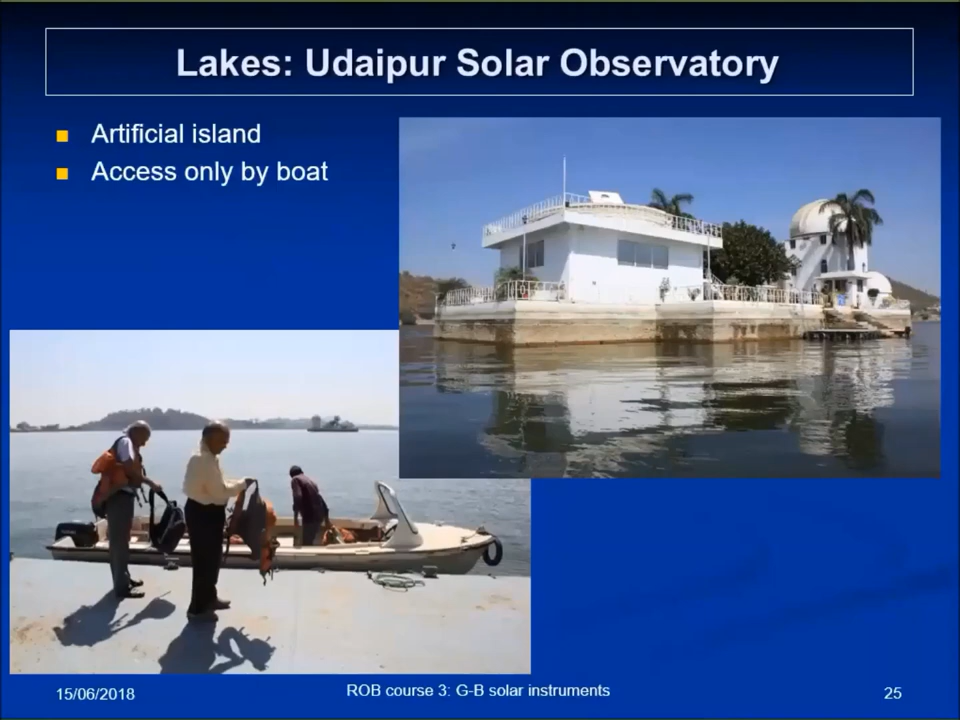 Lakes: Udaipur Solar Observatory
Artificial island
Access only by boat
15/06/2018
ROB course 3: G-B solar instruments
25